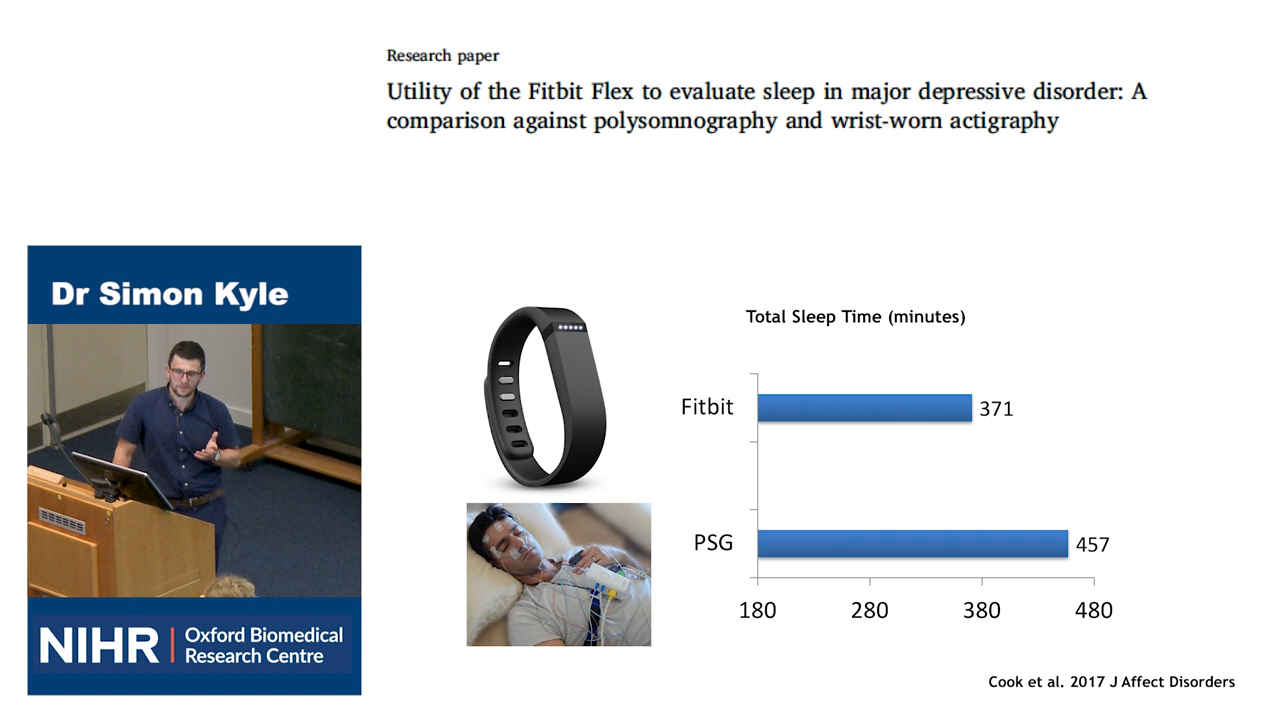 Research paper
Utility of the Fitbit Flex to evaluate sleep in major depressive disorder: A
comparison against polysomnography and wrist-worn actigraphy
Dr Simon Kyle
NIHR | Oxford Biomedical
Research Centre
Total Sleep Time (minutes)
Fitbit
371
PSG
457
180 280 380 480
Cook et al. 2017 J Affect Disorders